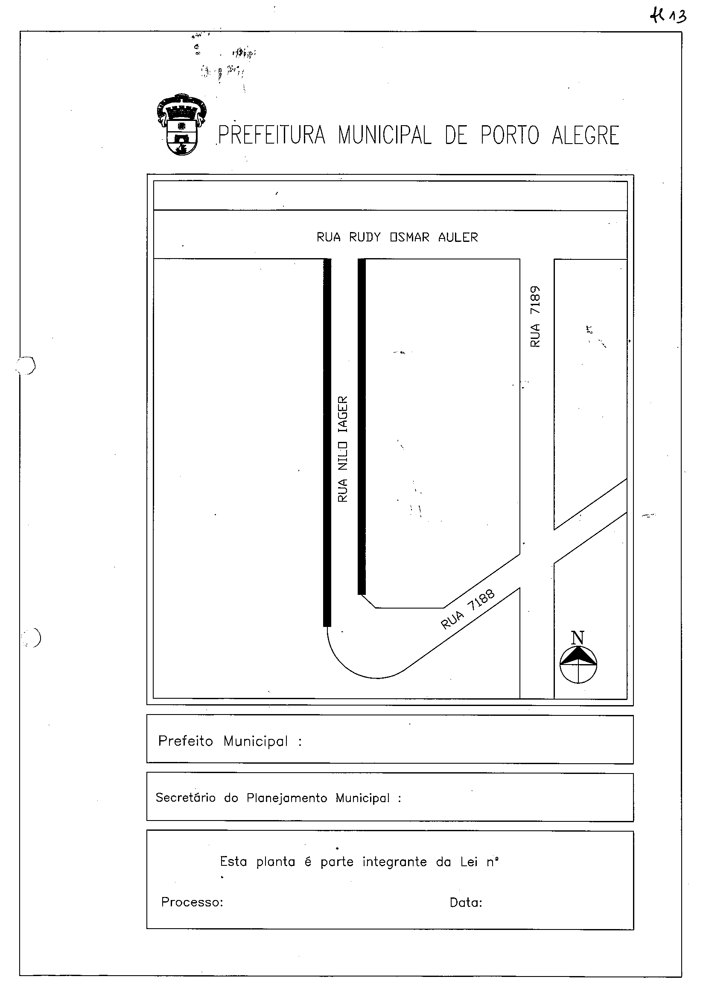 13
PREFEITURA MUNICIPAL DE PORTO ALEGRE
RUA RUDY OSMAR AULER
RUA 7189
RUA NILO IAGER
RUA 7188
N
Prefeito Municipal :
Secretário do Planejamento Municipal :
Esta planta é parte integrante da Lei nº
Processo: Data: